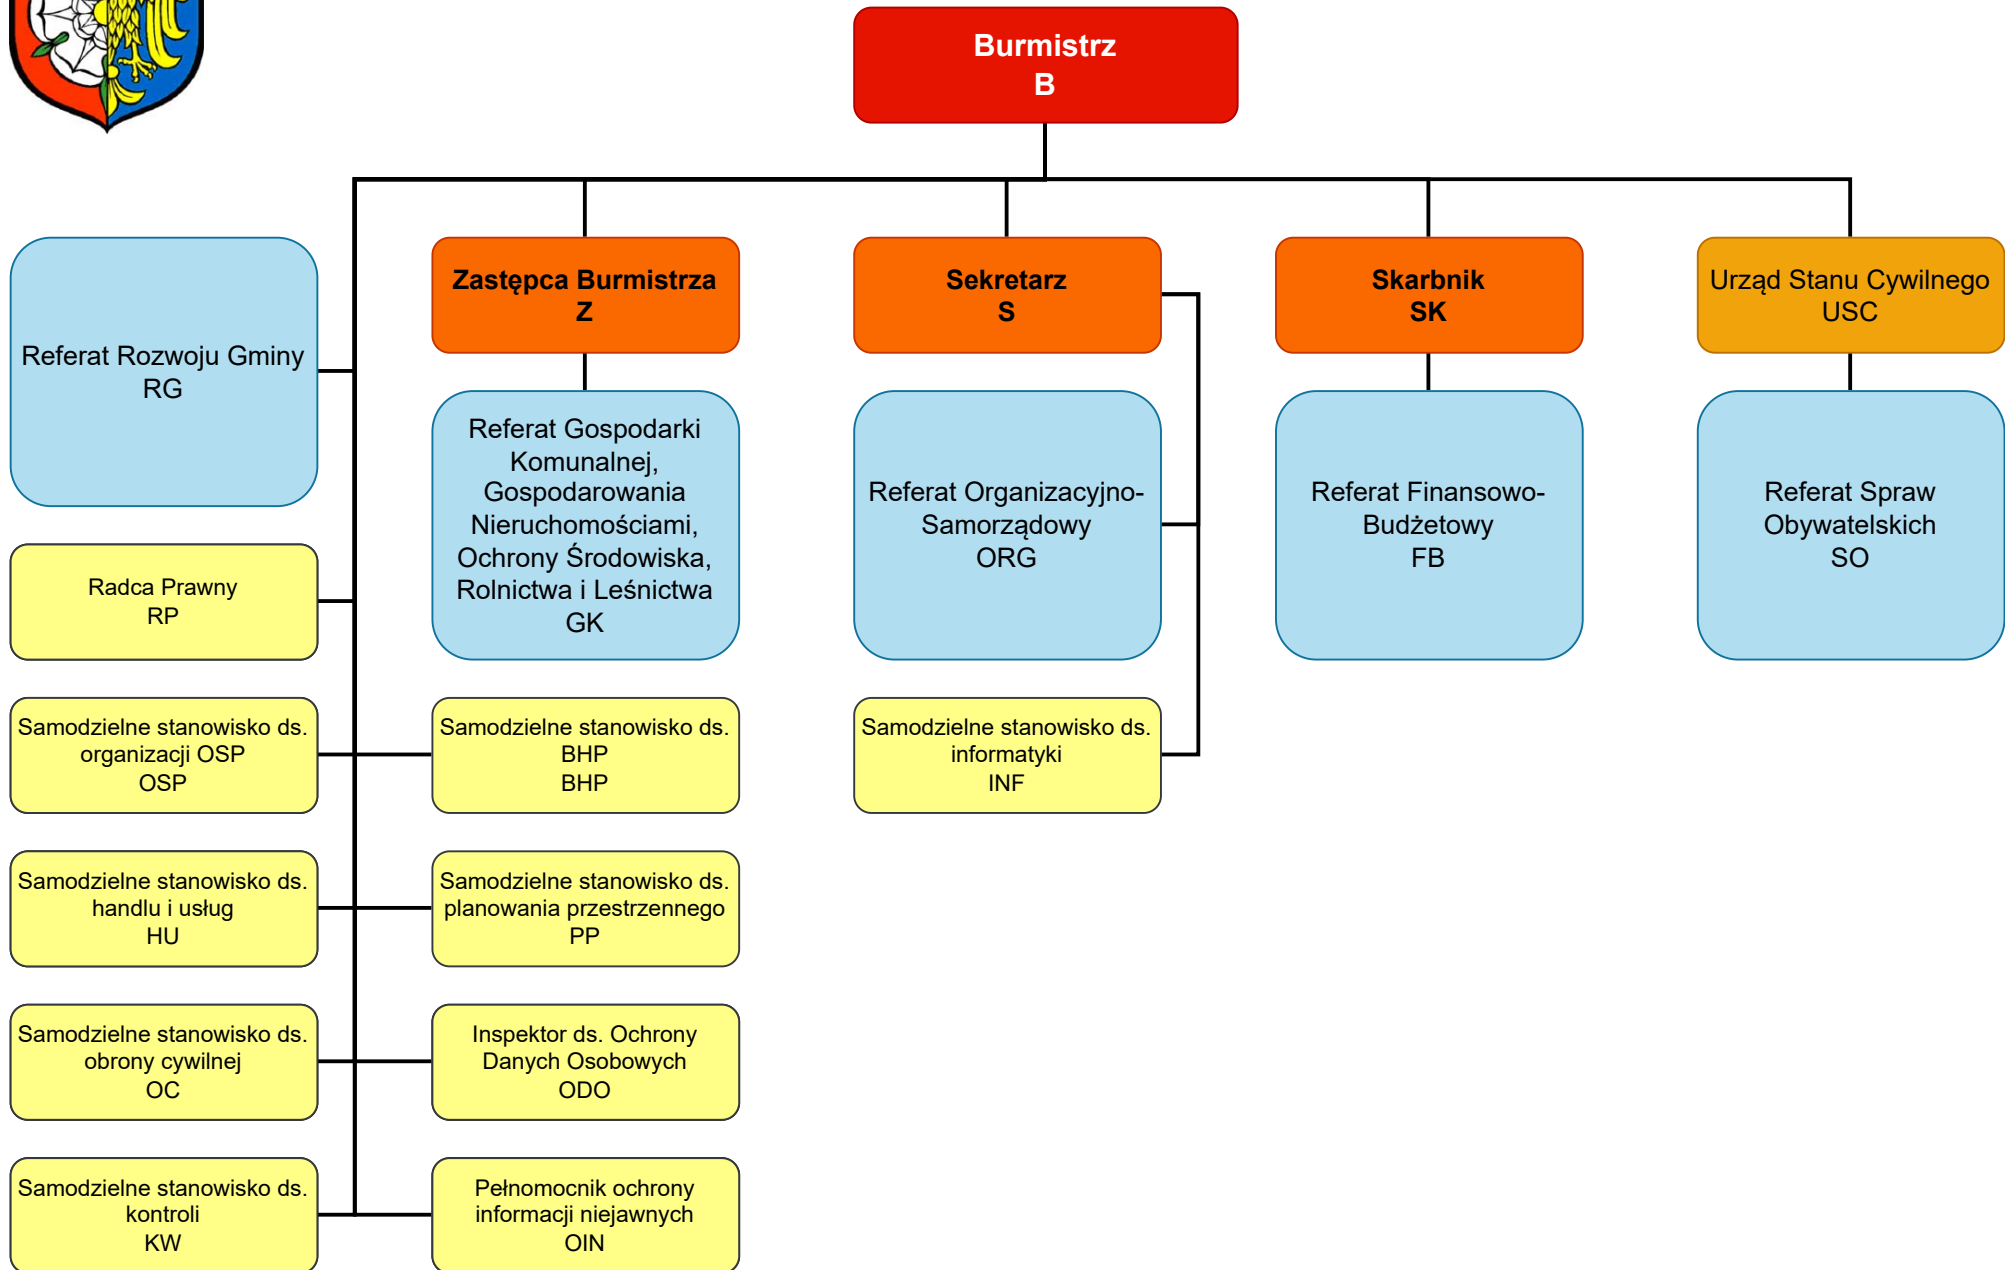 Burmistrz
B
Referat Rozwoju Gminy
RG
Zastępca Burmistrza
Z
Sekretarz
S
Skarbnik
SK
Urząd Stanu Cywilnego
USC
Referat Gospodarki
Komunalnej,
Gospodarowania
Nieruchomościami,
Ochrony Środowiska,
Rolnictwa i Leśnictwa
GK
Referat Organizacyjno-
Samorządowy
ORG
Referat Finansowo-
Budżetowy
FB
Referat Spraw
Obywatelskich
SO
Radca Prawny
RP
Samodzielne stanowisko ds.
organizacji OSP
OSP
Samodzielne stanowisko ds.
BHP
BHP
Samodzielne stanowisko ds.
informatyki
INF
Samodzielne stanowisko ds.
handlu i usług
HU
Samodzielne stanowisko ds.
planowania przestrzennego
PP
Samodzielne stanowisko ds.
obrony cywilnej
OC
Inspektor ds. Ochrony
Danych Osobowych
ODO
Samodzielne stanowisko ds.
kontroli
KW
Pełnomocnik ochrony
informacji niejawnych
OIN